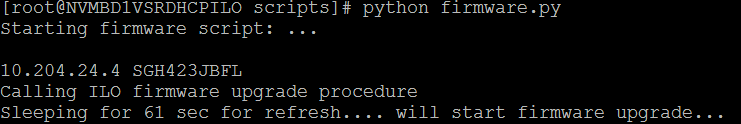 [root@NVMBD1VSRDHCPILO scripts]# python firmware.py
Starting firmware script: ...
10.204.24.4 SGH423JBFL
Calling ILO firmware upgrade procedure
Sleeping for 61 sec for refresh.... will start firmware upgrade...